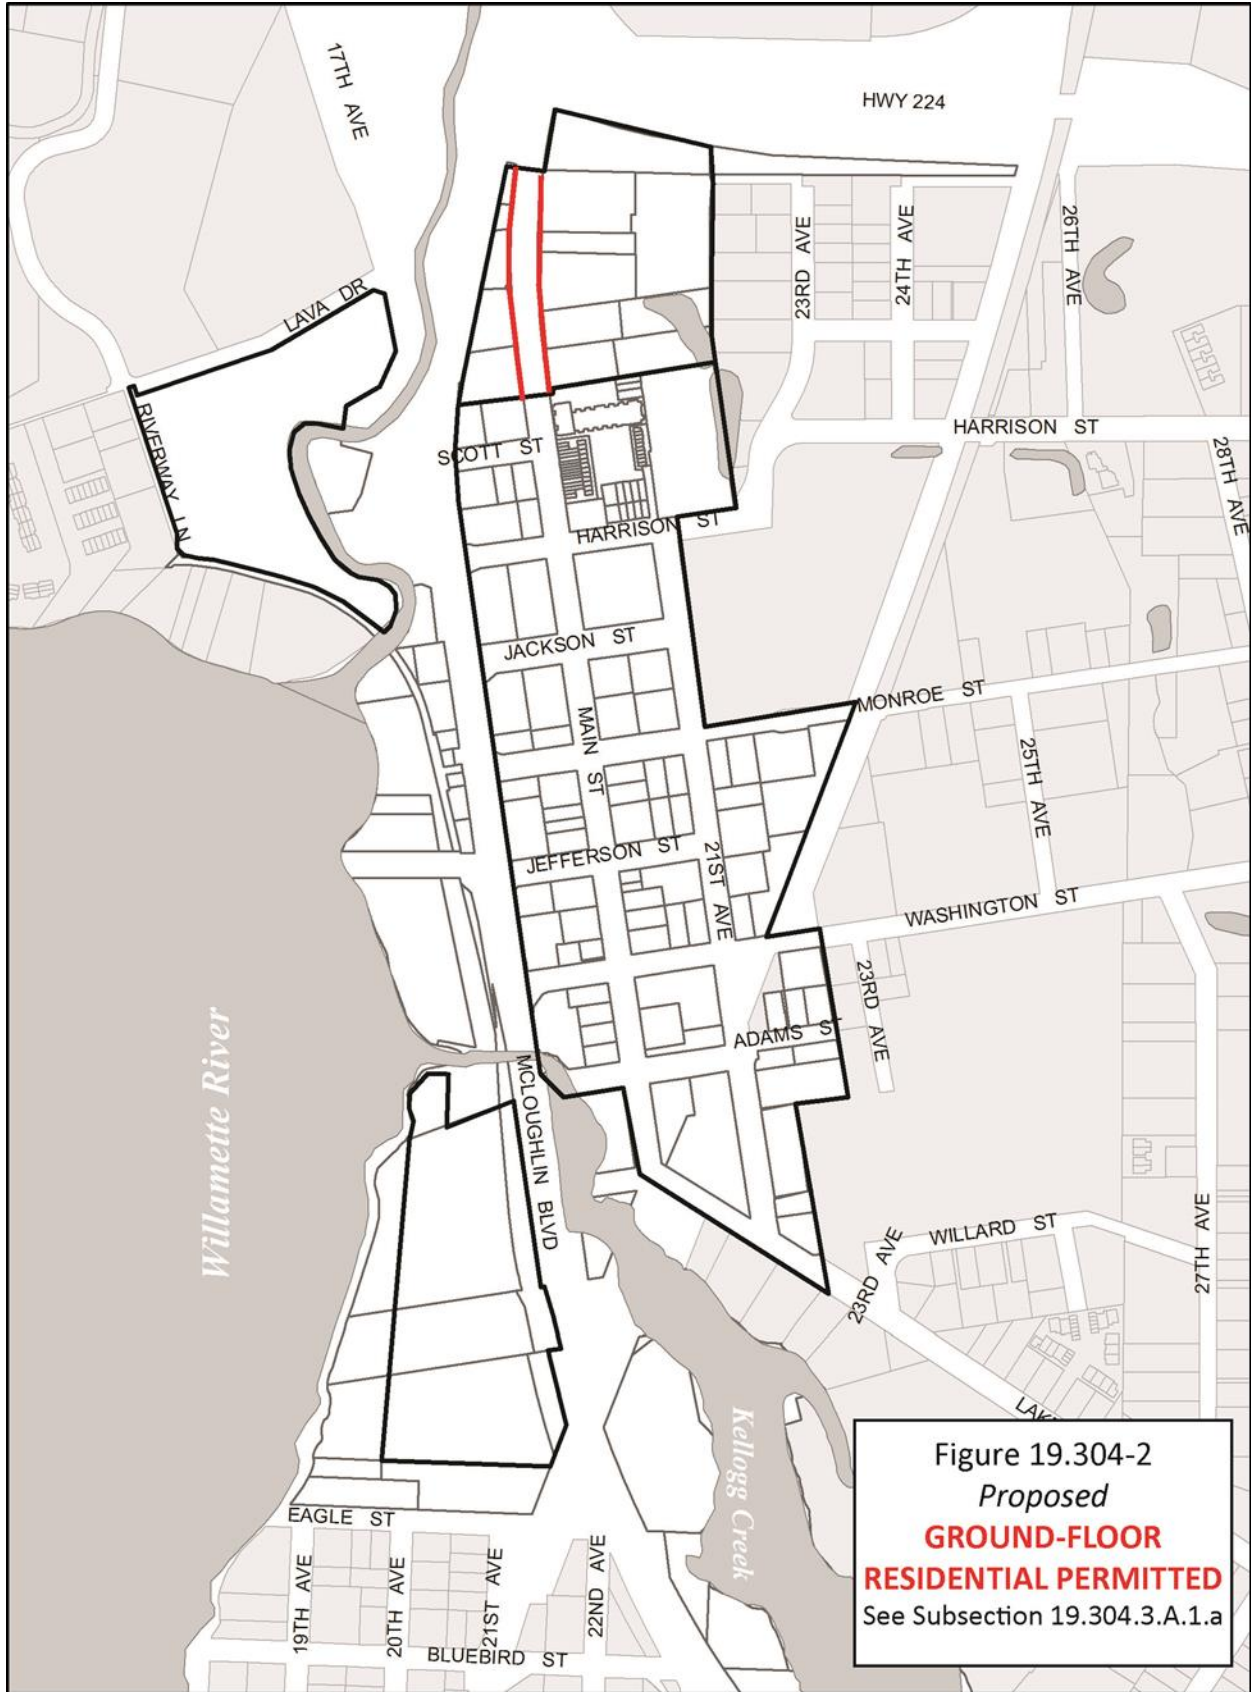 17TH AVE
HWY 224
23RD AVE
24TH AVE
26TH AVE
LAVA DR
RIVERWAY LN
SCOTT ST
HARRISON ST
28TH AVE
HARRISON ST
JACKSON ST
MAIN ST
MONROE ST
25TH AVE
JEFFERSON ST
21ST AVE
WASHINGTON ST
23RD AVE
ADAMS ST
Willamette River
MCLOUGHLIN BLVD
WILLARD ST
23RD AVE
27TH AVE
Kellogg Creek
EAGLE ST
19TH AVE
20TH AVE
21ST AVE
22ND AVE
BLUEBIRD ST
Figure 19.304-2
Proposed
GROUND-FLOOR
RESIDENTIAL PERMITTED
See Subsection 19.304.3.A.1.a